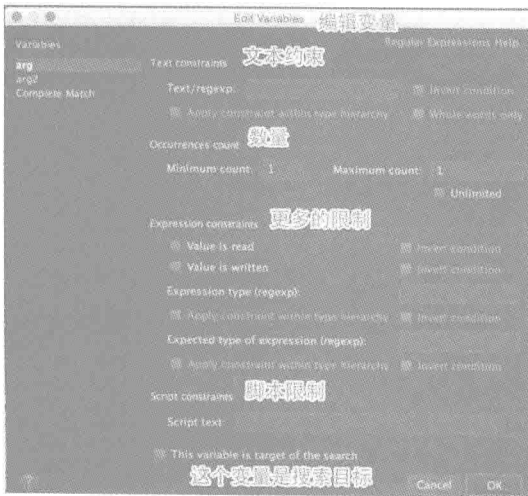 Edit Variables 编辑变量
Variables
Regular Expressions Help
arg
arg2
Complete Match
Text constraints 文本约束
Text/regexp:
Invert condition
Apply constraint within type hierarchy
Whole words only
Occurrences count 数量
Minimum count: 1
Maximum count: 1
Unlimited
Expression constraints 更多的限制
Value is read
Invert condition
Value is written
Invert condition
Expression type (regexp):
Apply constraint within type hierarchy
Invert condition
Expected type of expression (regexp):
Apply constraint within type hierarchy
Invert condition
Script constraints 脚本限制
Script text:
This variable is target of the search
这个变量是搜索目标
?
Cancel
OK